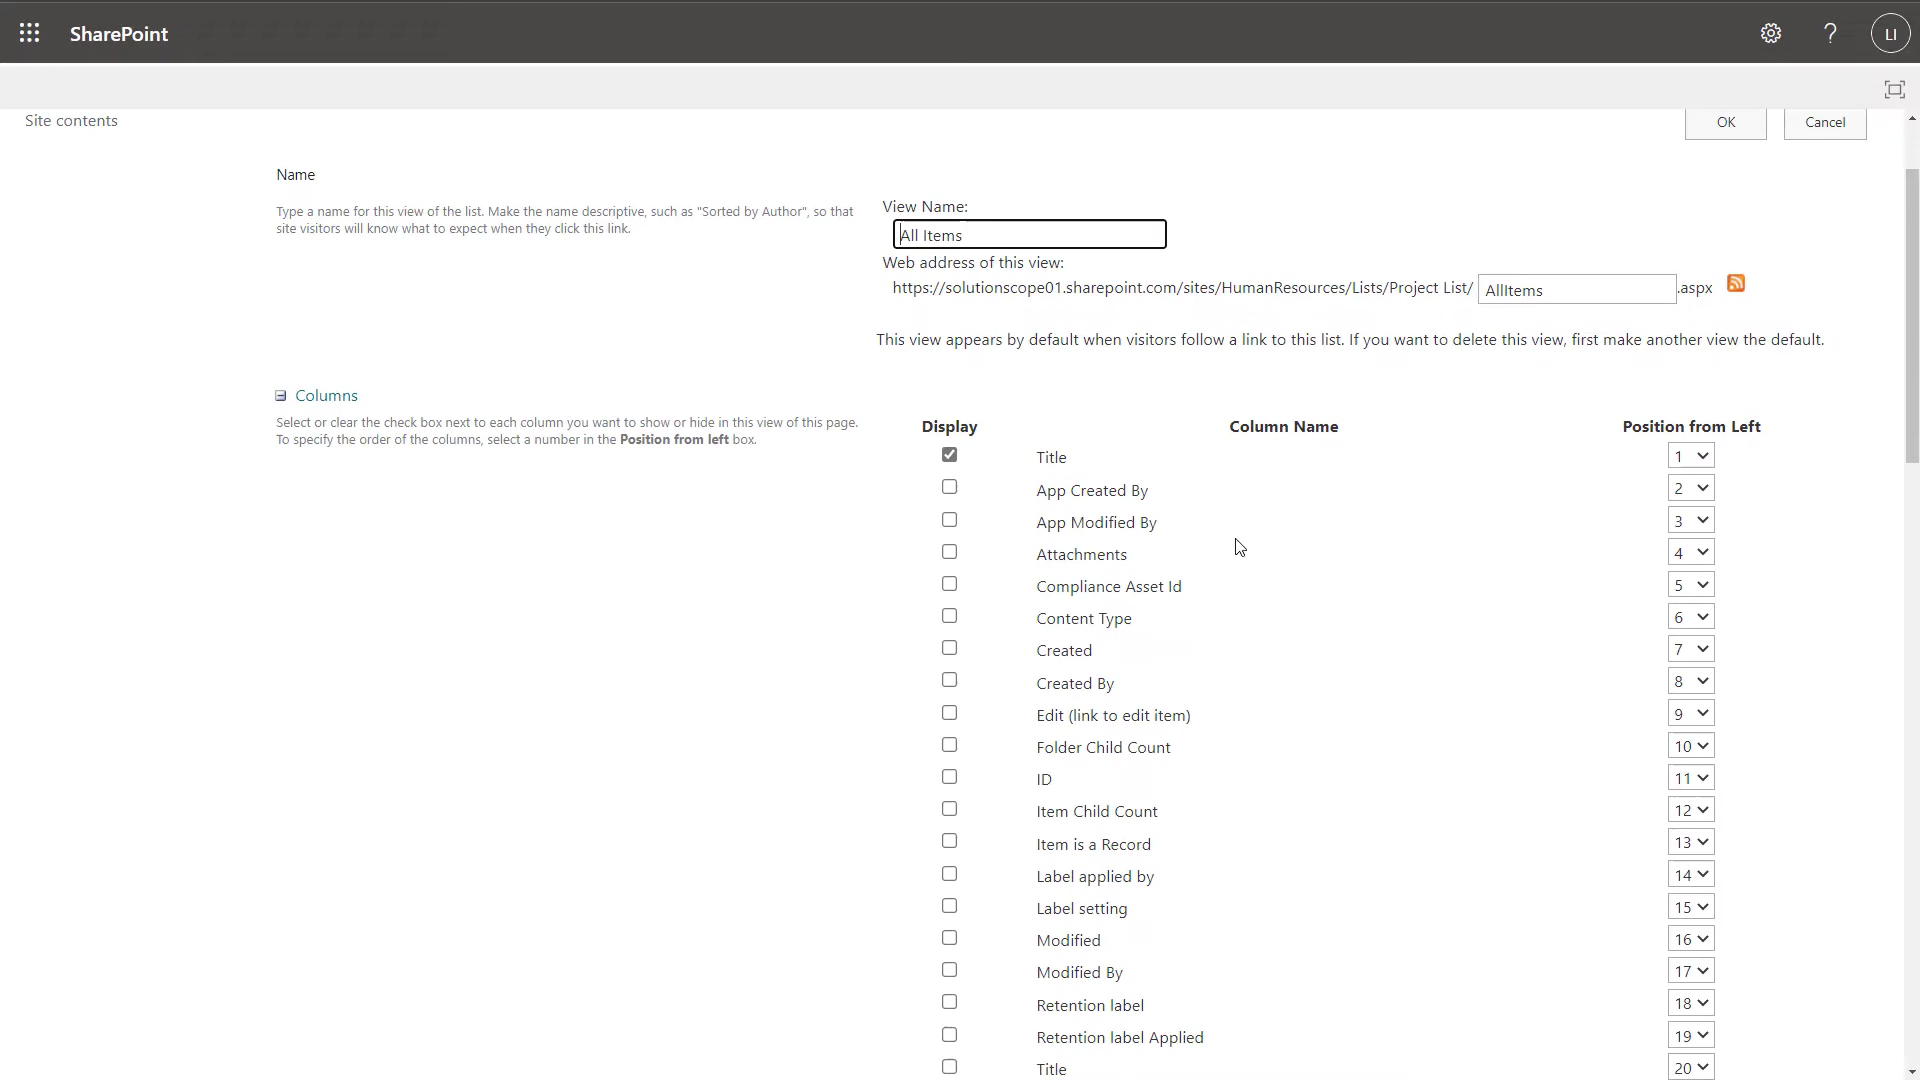 SharePoint
?
LI
Site contents
OK
Cancel
Name
Type a name for this view of the list. Make the name descriptive, such as "Sorted by Author", so that
site visitors will know what to expect when they click this link.
View Name:
All Items
Web address of this view:
https://solutionscope01.sharepoint.com/sites/HumanResources/Lists/Project List/ AllItems .aspx
This view appears by default when visitors follow a link to this list. If you want to delete this view, first make another view the default.
Columns
Select or clear the check box next to each column you want to show or hide in this view of this page.
To specify the order of the columns, select a number in the Position from left box.
Display Column Name Position from Left
Title 1
App Created By 2
App Modified By 3
Attachments 4
Compliance Asset Id 5
Content Type 6
Created 7
Created By 8
Edit (link to edit item) 9
Folder Child Count 10
ID 11
Item Child Count 12
Item is a Record 13
Label applied by 14
Label setting 15
Modified 16
Modified By 17
Retention label 18
Retention label Applied 19
Title 20